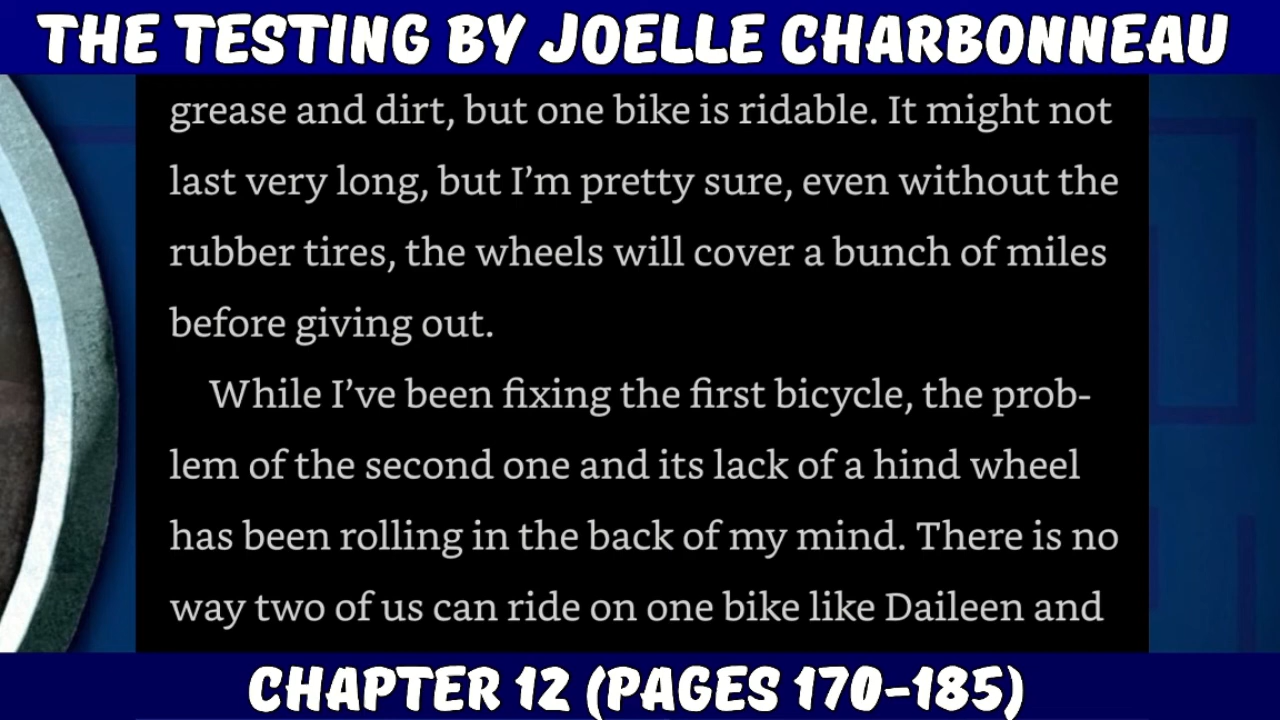 THE TESTING BY JOELLE CHARBONNEAU
grease and dirt, but one bike is ridable. It might not
last very long, but I’m pretty sure, even without the
rubber tires, the wheels will cover a bunch of miles
before giving out.
While I’ve been fixing the first bicycle, the prob-
lem of the second one and its lack of a hind wheel
has been rolling in the back of my mind. There is no
way two of us can ride on one bike like Daileen and
CHAPTER 12 (PAGES 170-185)